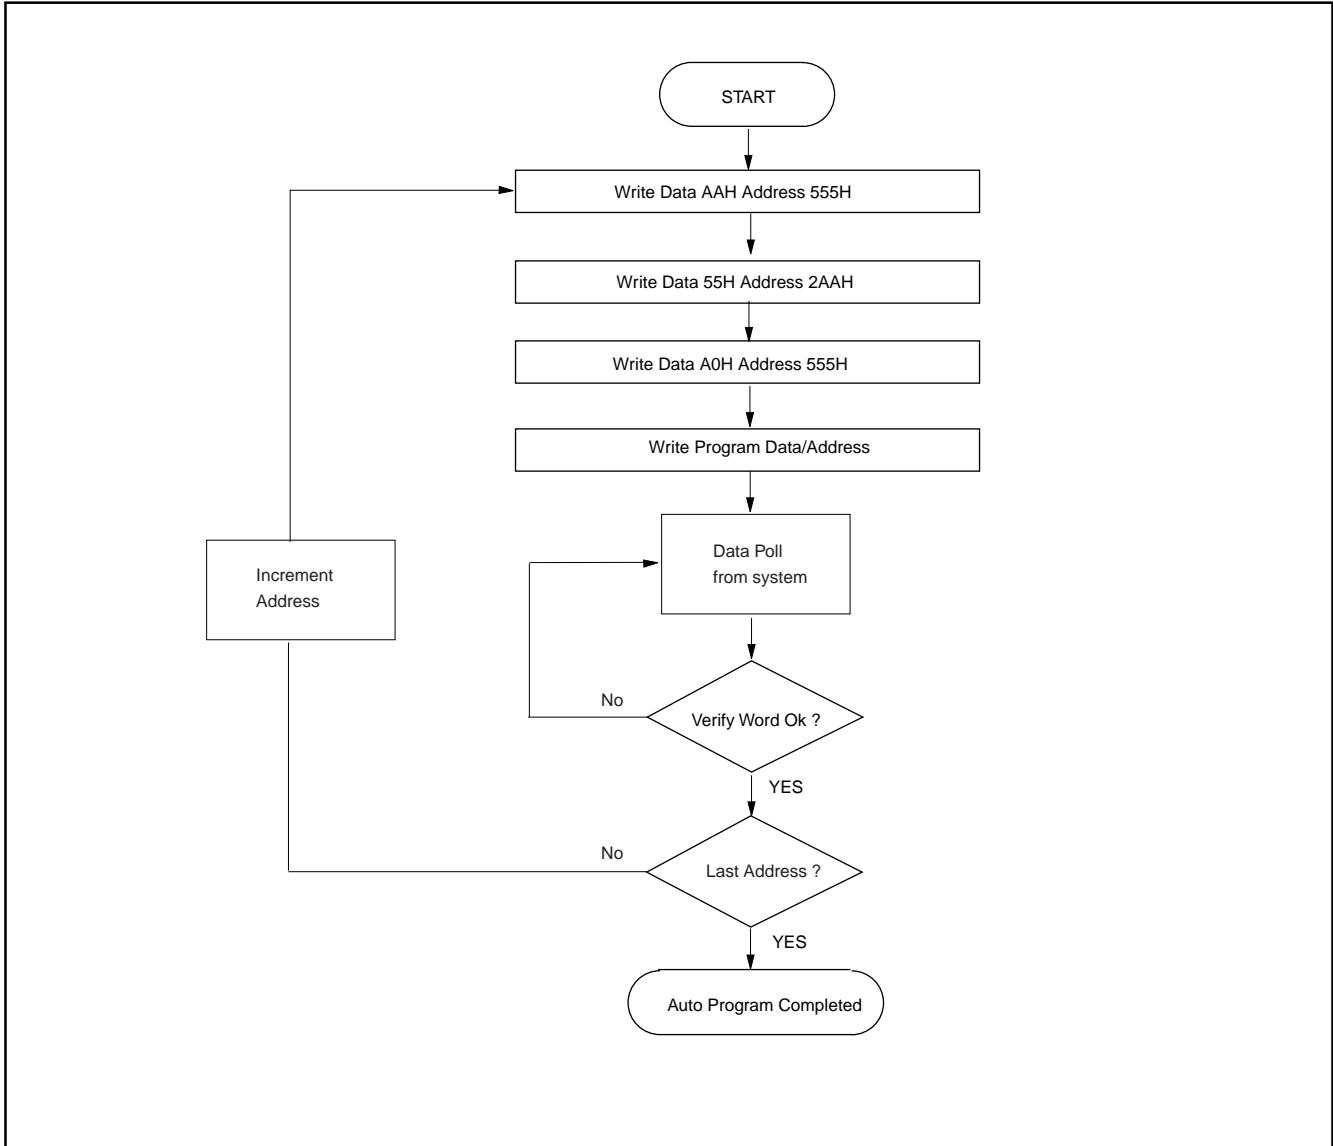 START
Write Data AAH Address 555H
Write Data 55H Address 2AAH
Write Data A0H Address 555H
Write Program Data/Address
Data Poll
from system
Increment
Address
No
Verify Word Ok ?
YES
No
Last Address ?
YES
Auto Program Completed